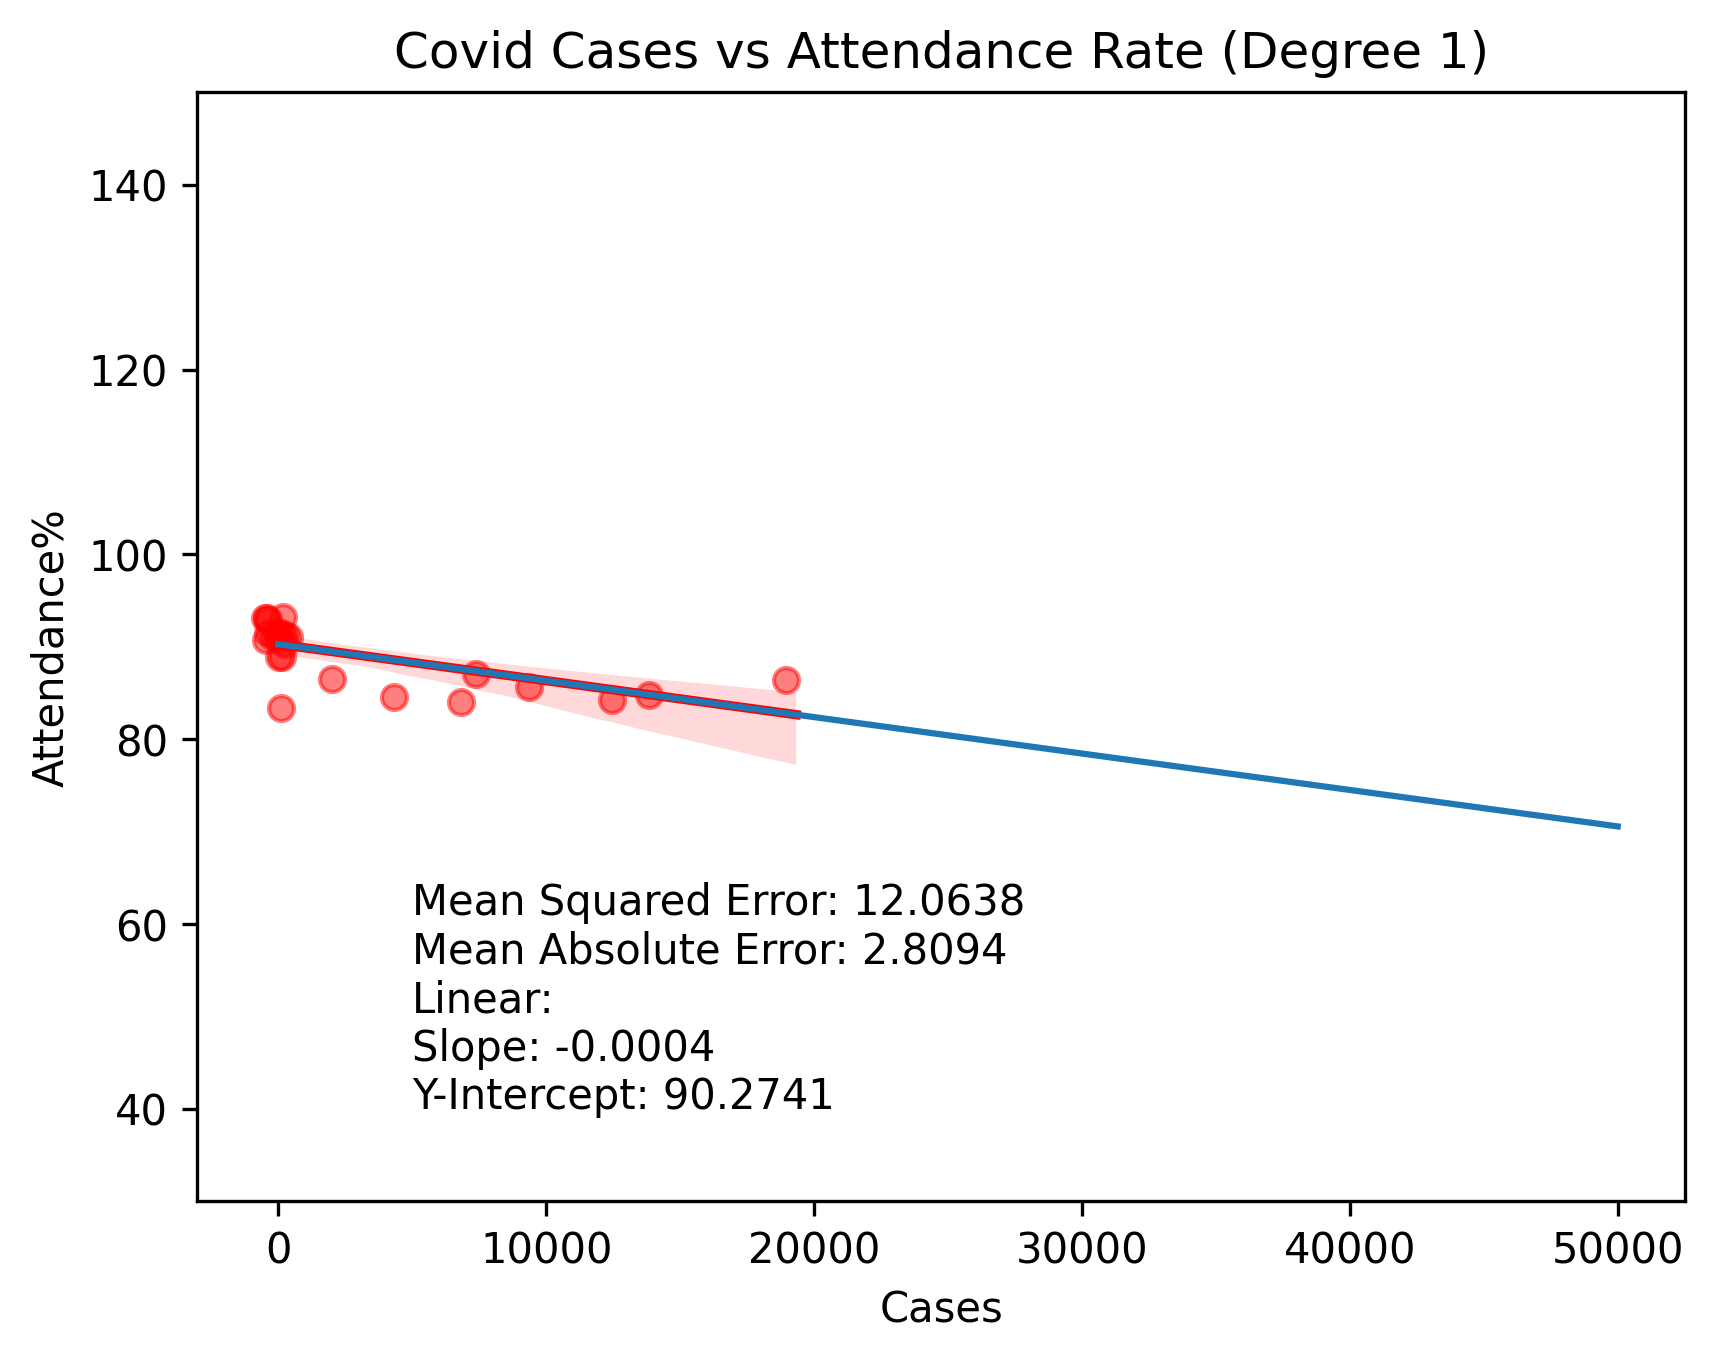 Covid Cases vs Attendance Rate (Degree 1)
140
120
100
80
60
40
Attendance%
Mean Squared Error: 12.0638
Mean Absolute Error: 2.8094
Linear:
Slope: -0.0004
Y-Intercept: 90.2741
0 10000 20000 30000 40000 50000
Cases